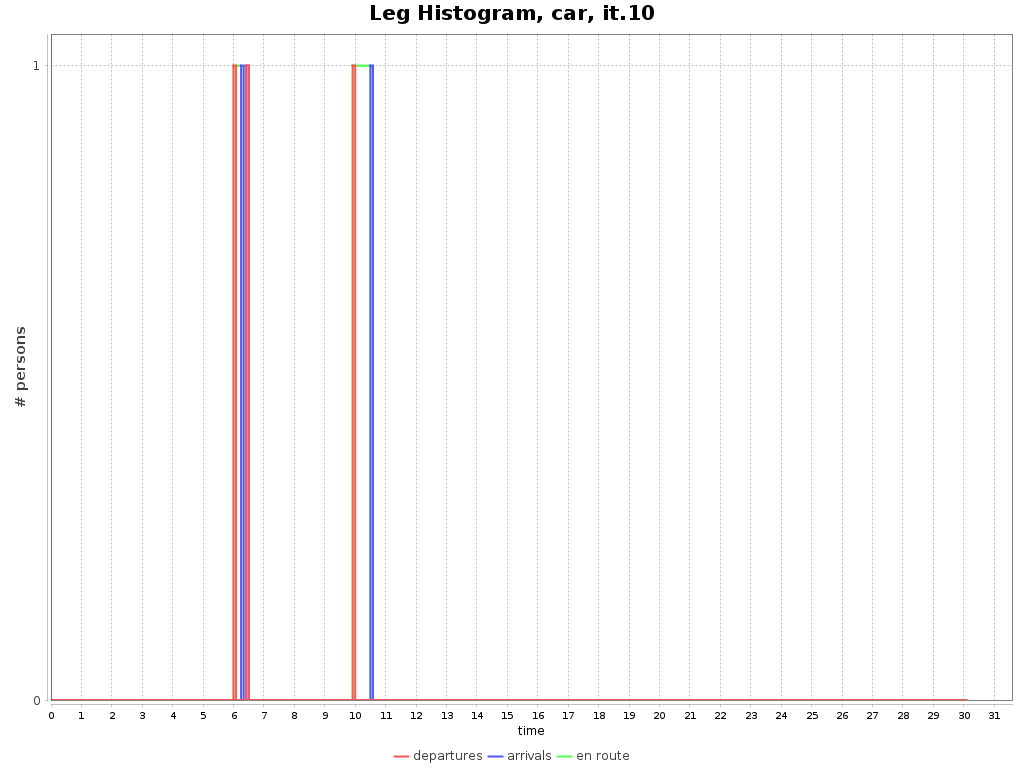 Leg Histogram, car, it.10
# persons
1
0
0 1 2 3 4 5 6 7 8 9 10 11 12 13 14 15 16 17 18 19 20 21 22 23 24 25 26 27 28 29 30 31
time
departures arrivals en route